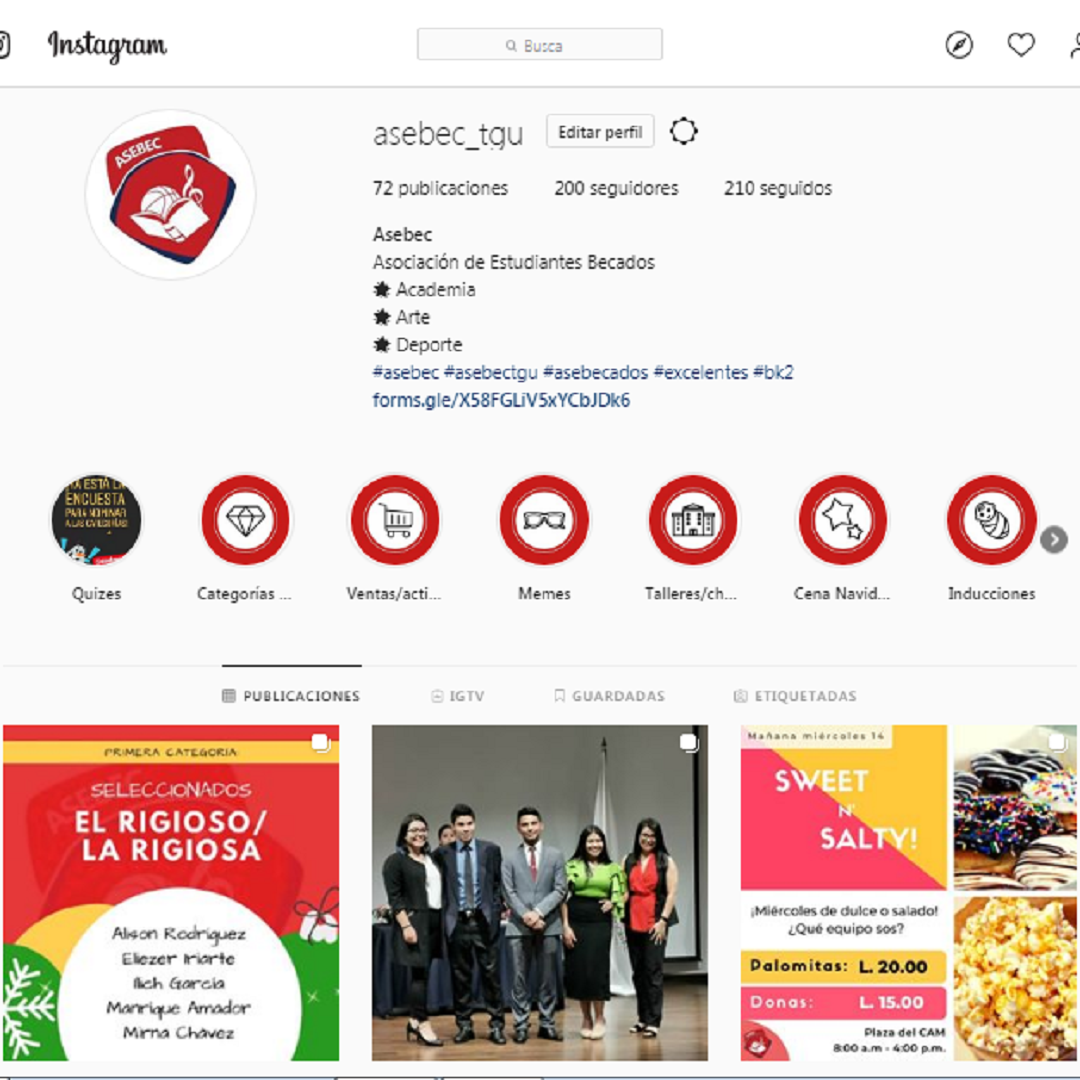 Instagram
Busca
asebec_tgu
Editar perfil
72 publicaciones 200 seguidores 210 seguidos
Asebec
Asociación de Estudiantes Becados
Academia
Arte
Deporte
#asebec #asebectgu #asebecados #excelentes #bk2
forms.gle/X58FGLiV5xYCbJDk6
ASEBEC
ENCUESTA
PARA NOMINAR
A LAS CATEGORÍAS
Quizes
Categorías ...
Ventas/acti...
Memes
Talleres/ch...
Cena Navid...
Inducciones
PUBLICACIONES
IGTV
GUARDADAS
ETIQUETADAS
PRIMERA CATEGORIA:
SELECCIONADOS
EL RIGIOSO/
LA RIGIOSA
Alison Rodriguez
Eliezer Iriarte
Ilich Garcia
Manrique Amador
Mirna Chavez
Mañana miércoles 14
SWEET
N'
SALTY!
¡Miércoles de dulce o salado!
¿Qué equipo sos?
Palomitas: L. 20.00
Donas: L. 15.00
Plaza del CAM
8:00 a.m - 4:00 p.m.